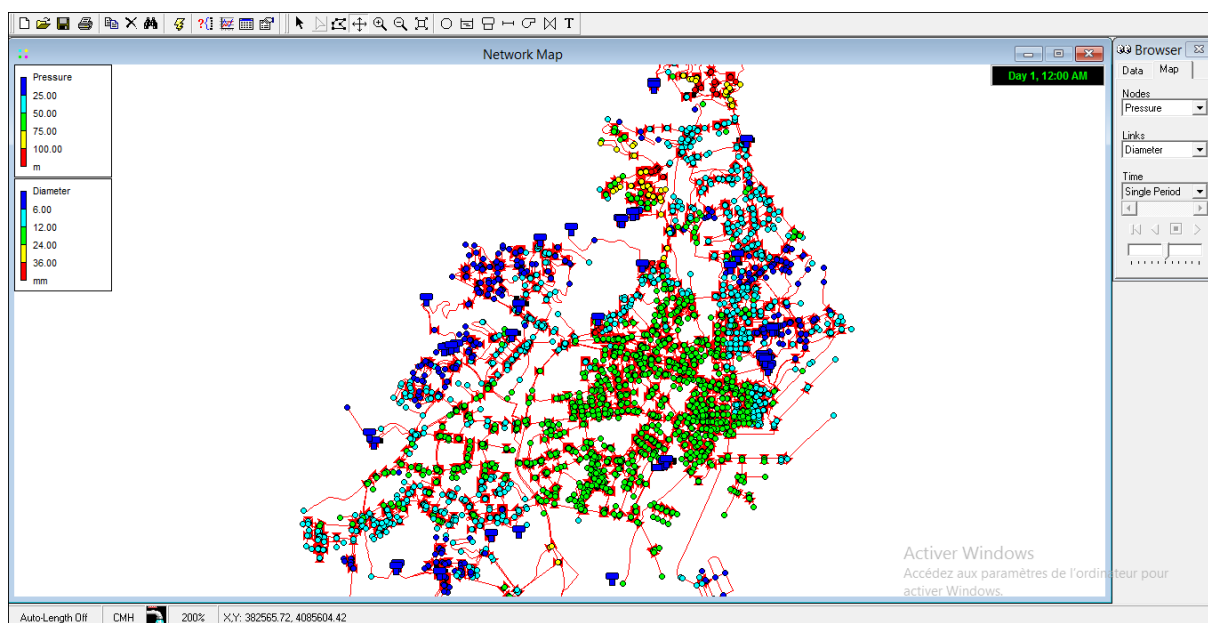 T
Network Map
Browser
Pressure
25.00
50.00
75.00
100.00
m
Day 1, 12:00 AM
Data Map
Nodes
Pressure
Links
Diameter
Time
Single Period
Diameter
6.00
12.00
24.00
36.00
mm
Activer Windows
Accédez aux paramètres de l'ordinateur pour
activer Windows.
Auto-Length Off CMH 200% X,Y: 382565.72, 4085604.42